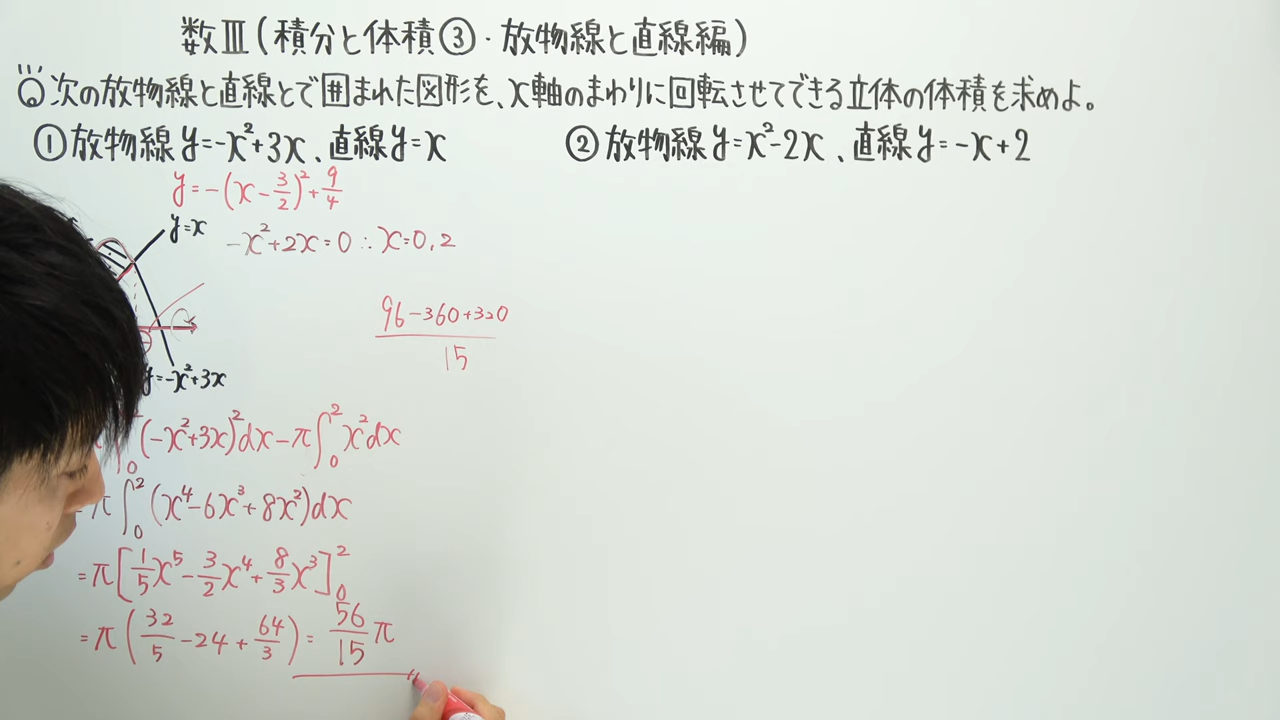 数Ⅲ(積分と体積③・放物線と直線編)
Q 次の放物線と直線とで囲まれた図形を、x軸のまわりに回転させてできる立体の体積を求めよ。
①放物線 y=-x²+3x、直線 y=x
②放物線 y=x²-2x、直線 y=-x+2
y=-(x-3/2)²+9/4
y=x
-x²+2x=0 ∴x=0,2
(96-360+320)/15
y=-x²+3x
(-x²+3x)²dx-π∫₀²x²dx
=π∫₀²(x⁴-6x³+8x²)dx
=π[1/5x⁵-3/2x⁴+8/3x³]₀²
=π(32/5-24+64/3)=56/15π